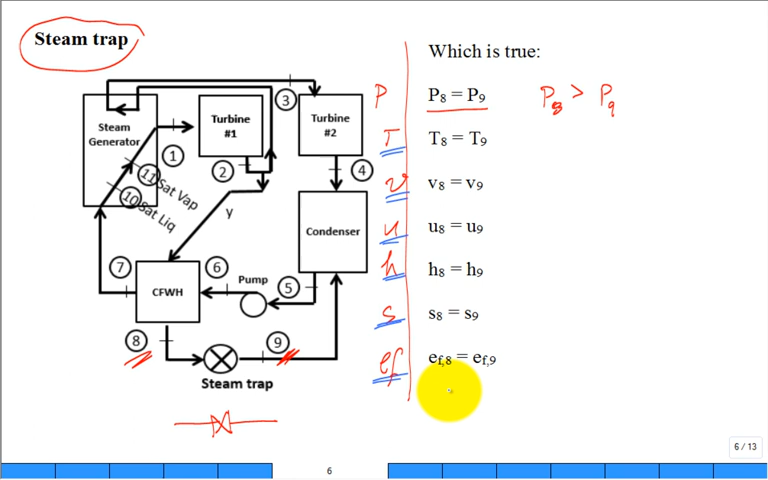 Steam trap
Which is true:
P P₈ = P₉ P₈ > P₉
T T₈ = T₉
v v₈ = v₉
u u₈ = u₉
h h₈ = h₉
s s₈ = s₉
ef e_f,8 = e_f,9
Steam
Generator
Turbine
#1
Turbine
#2
3
1
2
4
11 Sat Vap
10 Sat Liq
y
Condenser
7
6
Pump
5
CFWH
8
9
Steam trap
6 / 13
6